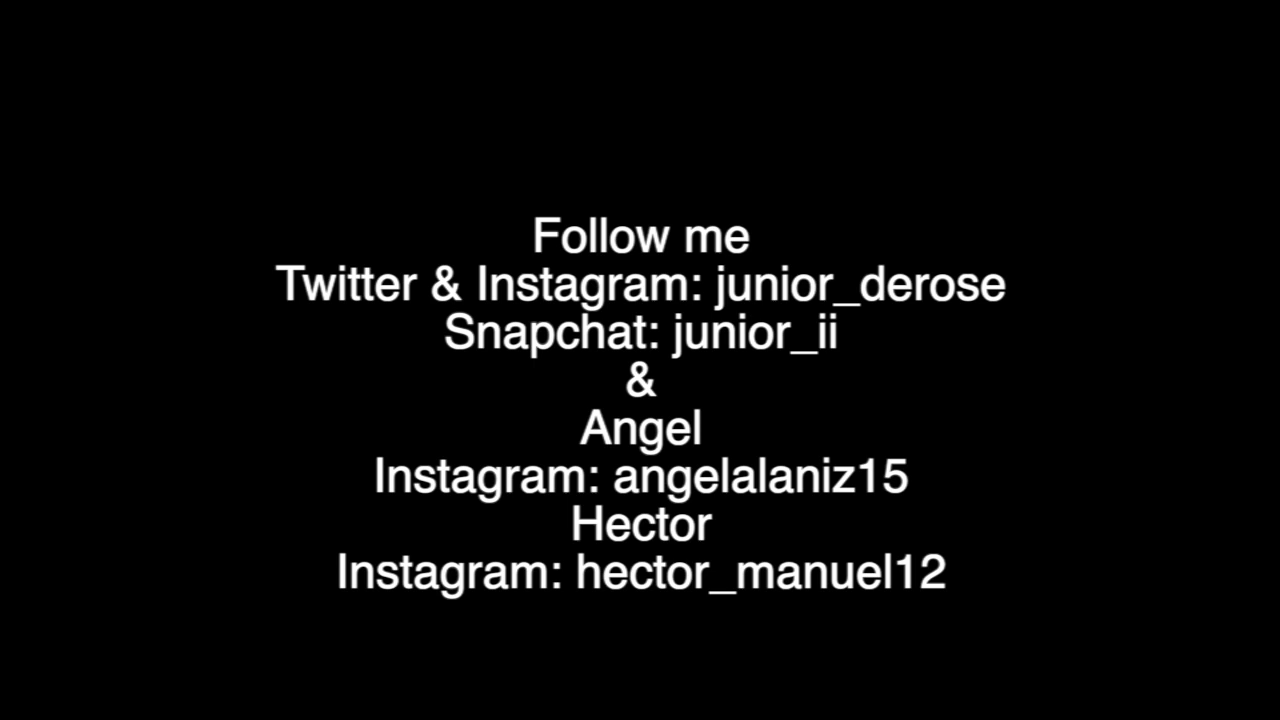 Follow me
Twitter & Instagram: junior_derose
Snapchat: junior_ii
&
Angel
Instagram: angelalaniz15
Hector
Instagram: hector_manuel12